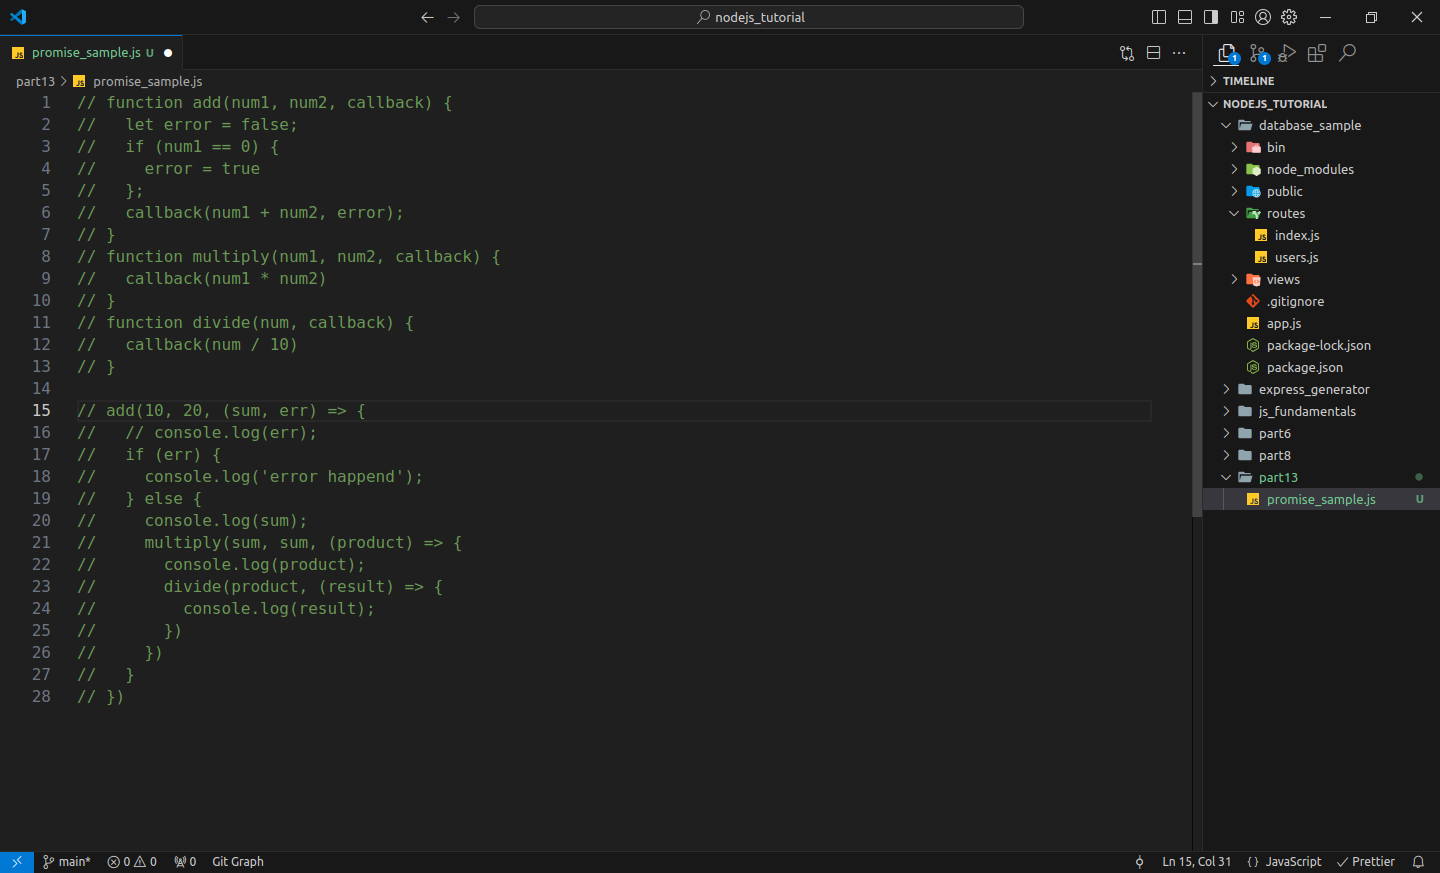 nodejs_tutorial
promise_sample.js U
part13 > JS promise_sample.js
1 // function add(num1, num2, callback) {
2 //   let error = false;
3 //   if (num1 == 0) {
4 //     error = true
5 //   };
6 //   callback(num1 + num2, error);
7 // }
8 // function multiply(num1, num2, callback) {
9 //   callback(num1 * num2)
10 // }
11 // function divide(num, callback) {
12 //   callback(num / 10)
13 // }
14
15 // add(10, 20, (sum, err) => {
16 //   // console.log(err);
17 //   if (err) {
18 //     console.log('error happend');
19 //   } else {
20 //     console.log(sum);
21 //     multiply(sum, sum, (product) => {
22 //       console.log(product);
23 //       divide(product, (result) => {
24 //         console.log(result);
25 //       })
26 //     })
27 //   }
28 // })
1 1
TIMELINE
NODEJS_TUTORIAL
database_sample
bin
node_modules
public
routes
JS index.js
JS users.js
views
.gitignore
JS app.js
package-lock.json
package.json
express_generator
js_fundamentals
part6
part8
part13
JS promise_sample.js U
main* 0 0 0 Git Graph Ln 15, Col 31 {} JavaScript Prettier